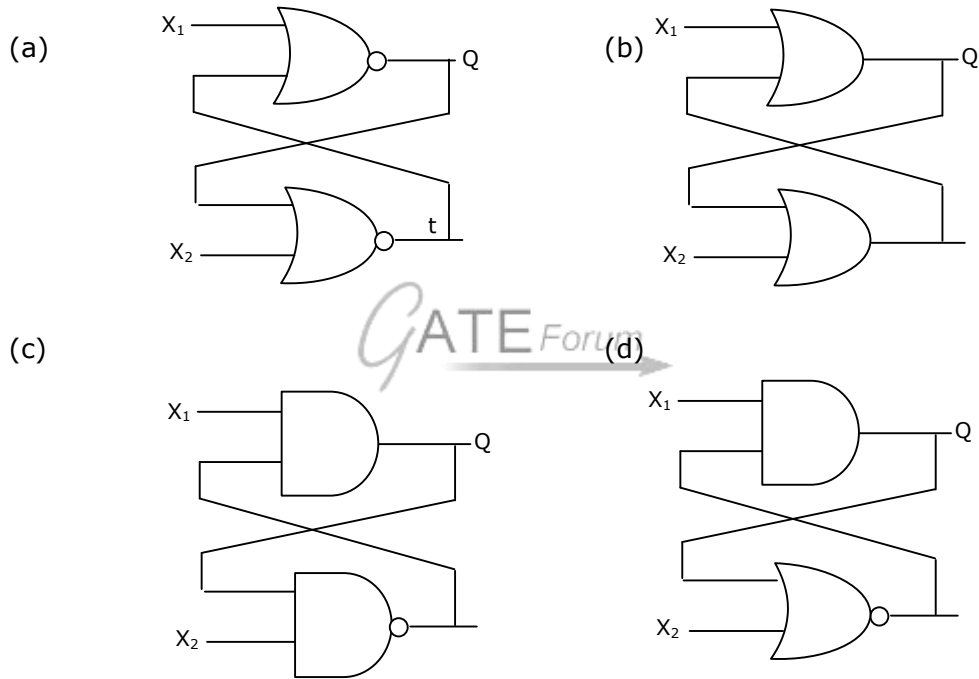 (a) X₁ Q (b) X₁ Q
t
X₂ X₂
GATE Forum
(c) (d)
X₁ Q X₁ Q
X₂ X₂